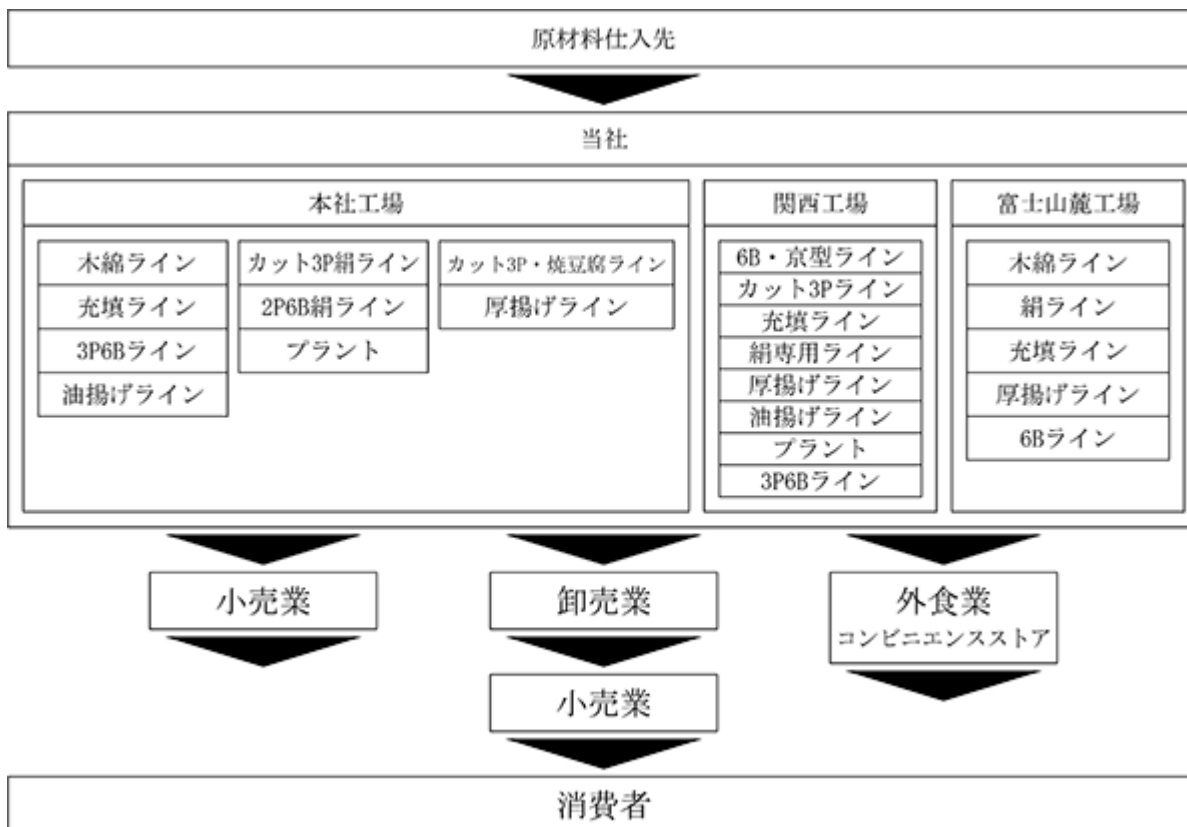 原材料仕入先
当社
本社工場
木綿ライン
充填ライン
3P6Bライン
油揚げライン
カット3P絹ライン
2P6B絹ライン
プラント
カット3P・焼豆腐ライン
厚揚げライン
関西工場
6B・京型ライン
カット3Pライン
充填ライン
絹専用ライン
厚揚げライン
油揚げライン
プラント
3P6Bライン
富士山麓工場
木綿ライン
絹ライン
充填ライン
厚揚げライン
6Bライン
小売業
卸売業
小売業
外食業
コンビニエンスストア
消費者